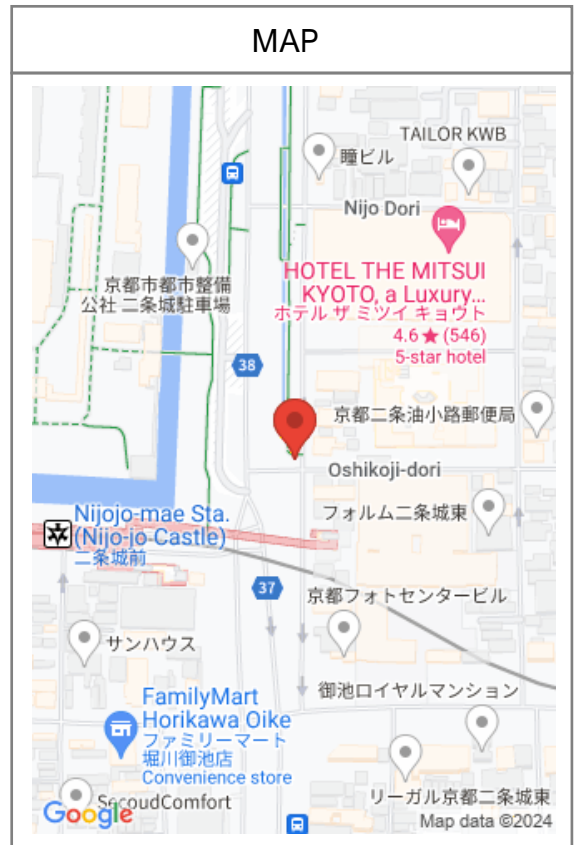 MAP
TAILOR KWB
瞳ビル
Nijo Dori
HOTEL THE MITSUI
KYOTO, a Luxury...
ホテル ザ ミツイ キョウト
4.6★(546)
5-star hotel
京都市都市整備
公社 二条城駐車場
38
京都二条油小路郵便局
Oshikoji-dori
フォルム二条城東
Nijojo-mae Sta.
(Nijo-jo Castle)
二条城前
37
京都フォトセンタービル
サンハウス
御池ロイヤルマンション
FamilyMart
Horikawa Oike
ファミリーマート
堀川御池店
Convenience store
SecoudComfort
リーガル京都二条城東
Google
Map data ©2024